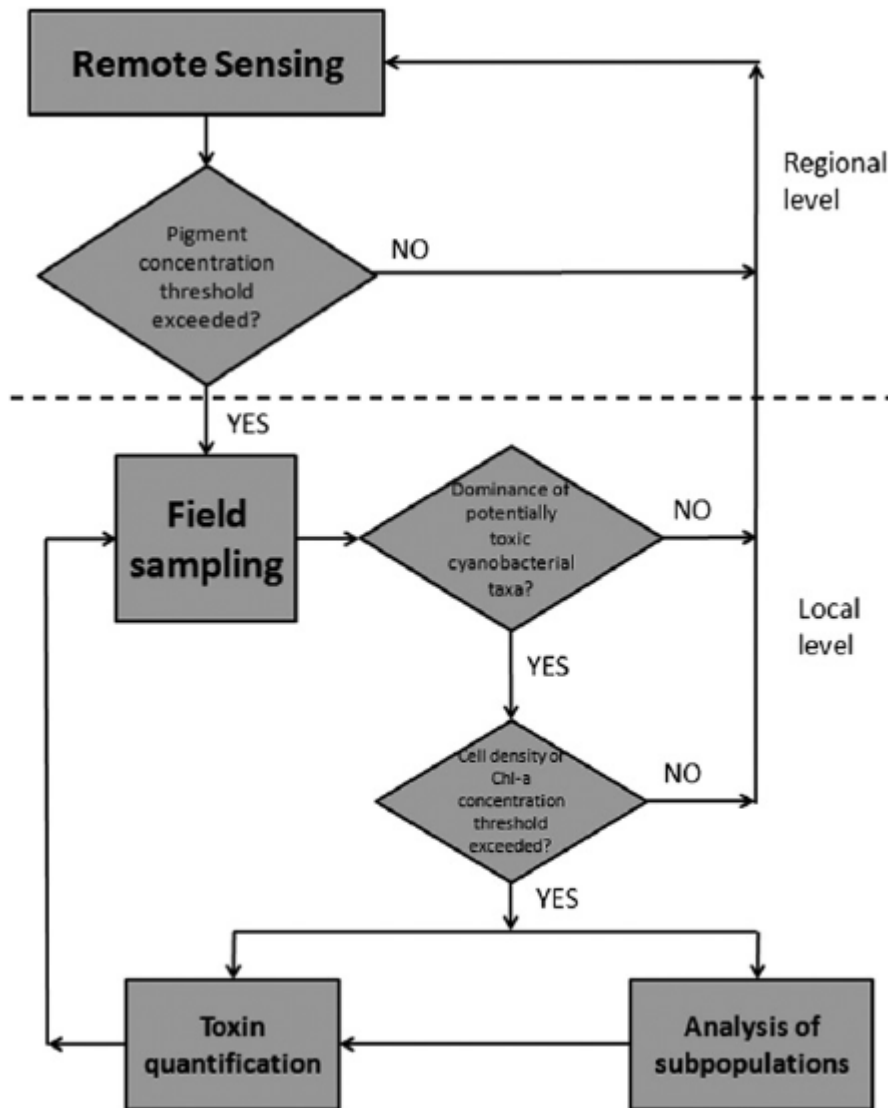 Remote Sensing
Regional
level
Pigment
concentration
threshold
exceeded?
NO
YES
Field
sampling
Dominance of
potentially
toxic
cyanobacterial
taxa?
NO
Local
level
YES
Cell density or
Chl-a
concentration
threshold
exceeded?
NO
YES
Toxin
quantification
Analysis of
subpopulations